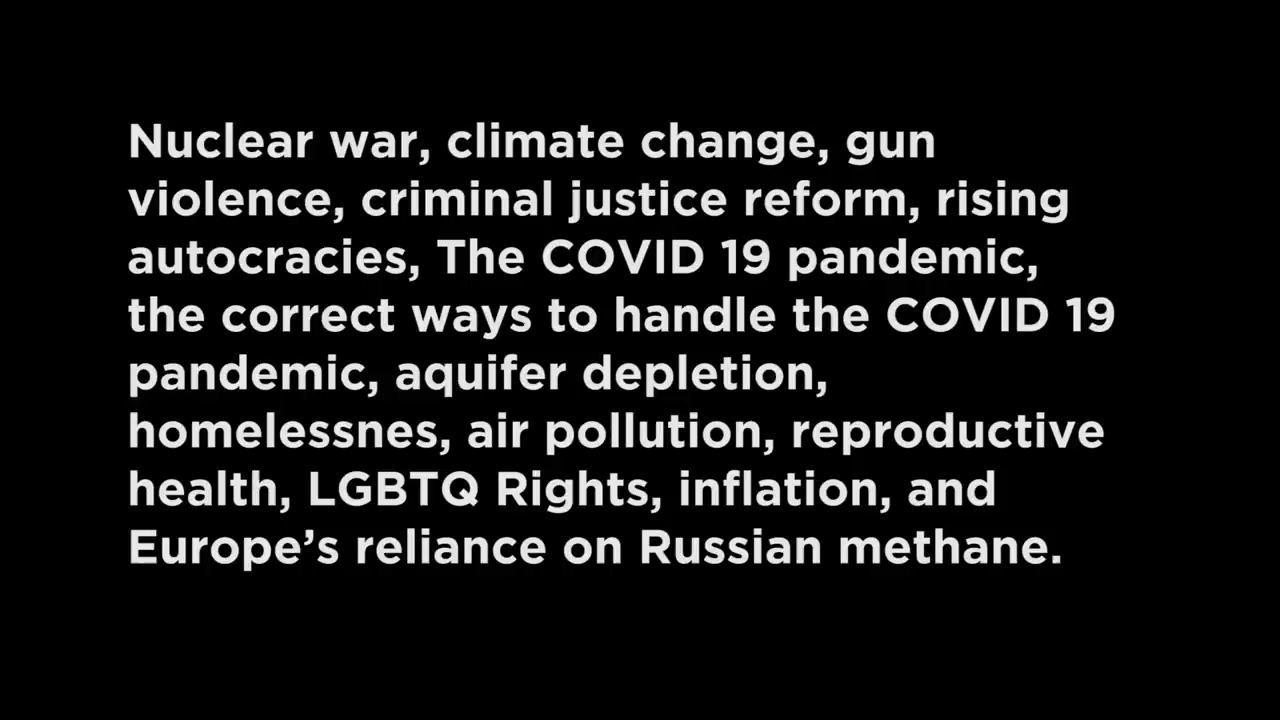 Nuclear war, climate change, gun
violence, criminal justice reform, rising
autocracies, The COVID 19 pandemic,
the correct ways to handle the COVID 19
pandemic, aquifer depletion,
homelessnes, air pollution, reproductive
health, LGBTQ Rights, inflation, and
Europe’s reliance on Russian methane.